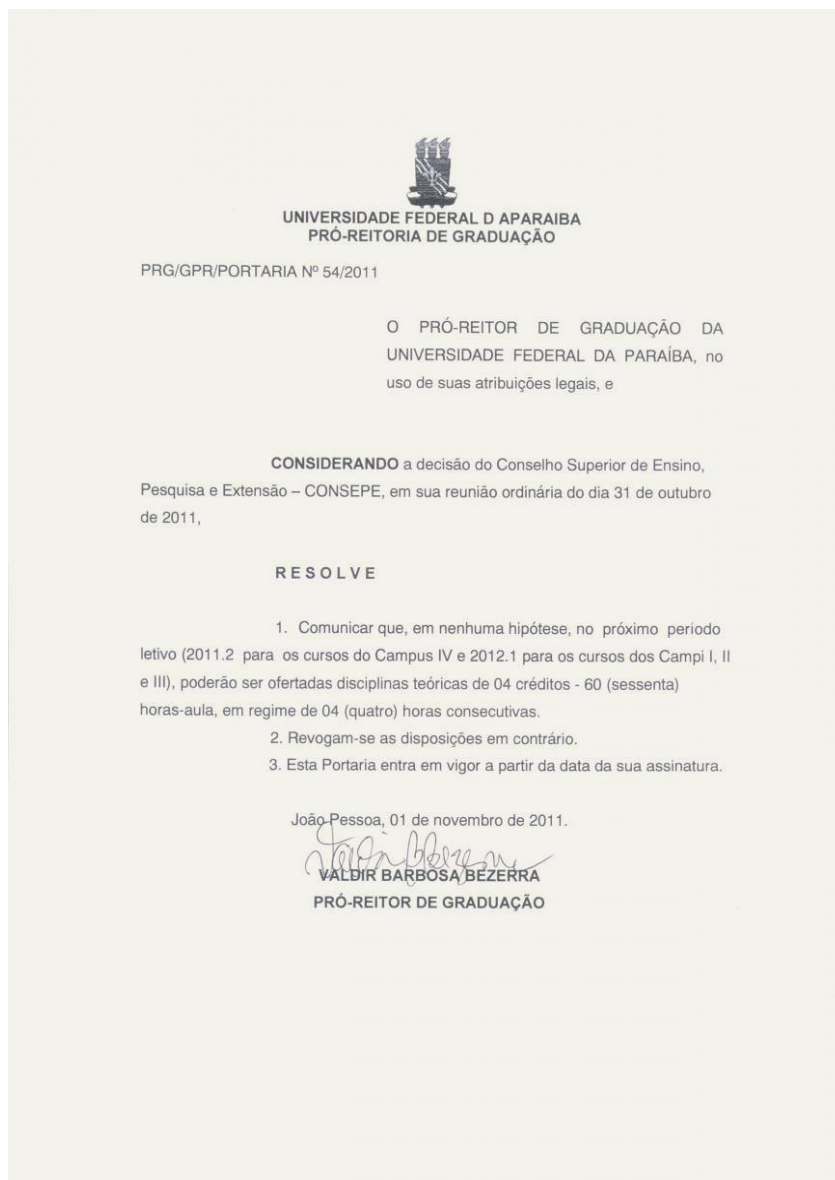 UNIVERSIDADE FEDERAL D APARAIBA
PRÓ-REITORIA DE GRADUAÇÃO
PRG/GPR/PORTARIA Nº 54/2011
O PRÓ-REITOR DE GRADUAÇÃO DA
UNIVERSIDADE FEDERAL DA PARAÍBA, no
uso de suas atribuições legais, e
CONSIDERANDO a decisão do Conselho Superior de Ensino,
Pesquisa e Extensão – CONSEPE, em sua reunião ordinária do dia 31 de outubro
de 2011,
R E S O L V E
1. Comunicar que, em nenhuma hipótese, no próximo período
letivo (2011.2 para os cursos do Campus IV e 2012.1 para os cursos dos Campi I, II
e III), poderão ser ofertadas disciplinas teóricas de 04 créditos - 60 (sessenta)
horas-aula, em regime de 04 (quatro) horas consecutivas.
2. Revogam-se as disposições em contrário.
3. Esta Portaria entra em vigor a partir da data da sua assinatura.
João Pessoa, 01 de novembro de 2011.
VALDIR BARBOSA BEZERRA
PRÓ-REITOR DE GRADUAÇÃO